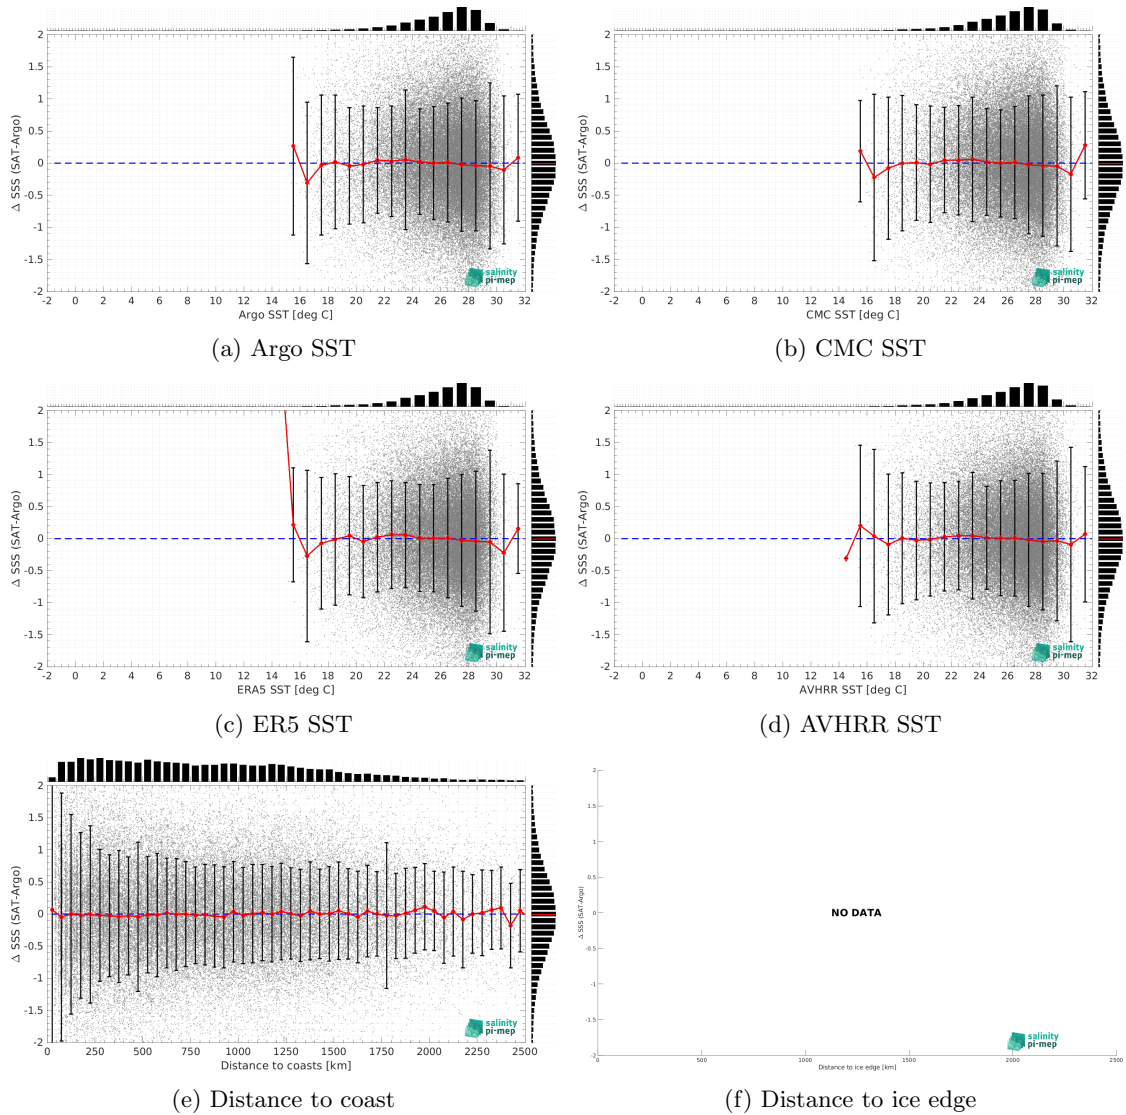 2
1.5
1
0.5
0
-0.5
-1
-1.5
-2
Δ SSS (SAT-Argo)
-2 0 2 4 6 8 10 12 14 16 18 20 22 24 26 28 30 32
Argo SST [deg C]
salinity
pi-mep
(a) Argo SST
2
1.5
1
0.5
0
-0.5
-1
-1.5
-2
Δ SSS (SAT-Argo)
-2 0 2 4 6 8 10 12 14 16 18 20 22 24 26 28 30 32
CMC SST [deg C]
salinity
pi-mep
(b) CMC SST
2
1.5
1
0.5
0
-0.5
-1
-1.5
-2
Δ SSS (SAT-Argo)
-2 0 2 4 6 8 10 12 14 16 18 20 22 24 26 28 30 32
ERA5 SST [deg C]
salinity
pi-mep
(c) ER5 SST
2
1.5
1
0.5
0
-0.5
-1
-1.5
-2
Δ SSS (SAT-Argo)
-2 0 2 4 6 8 10 12 14 16 18 20 22 24 26 28 30 32
AVHRR SST [deg C]
salinity
pi-mep
(d) AVHRR SST
2
1.5
1
0.5
0
-0.5
-1
-1.5
-2
Δ SSS (SAT-Argo)
0 250 500 750 1000 1250 1500 1750 2000 2250 2500
Distance to coasts [km]
salinity
pi-mep
(e) Distance to coast
2
1.5
1
0.5
0
-0.5
-1
-1.5
-2
Δ SSS (SAT-Argo)
NO DATA
0 500 1000 1500 2000 2500
Distance to ice edge [km]
salinity
pi-mep
(f) Distance to ice edge